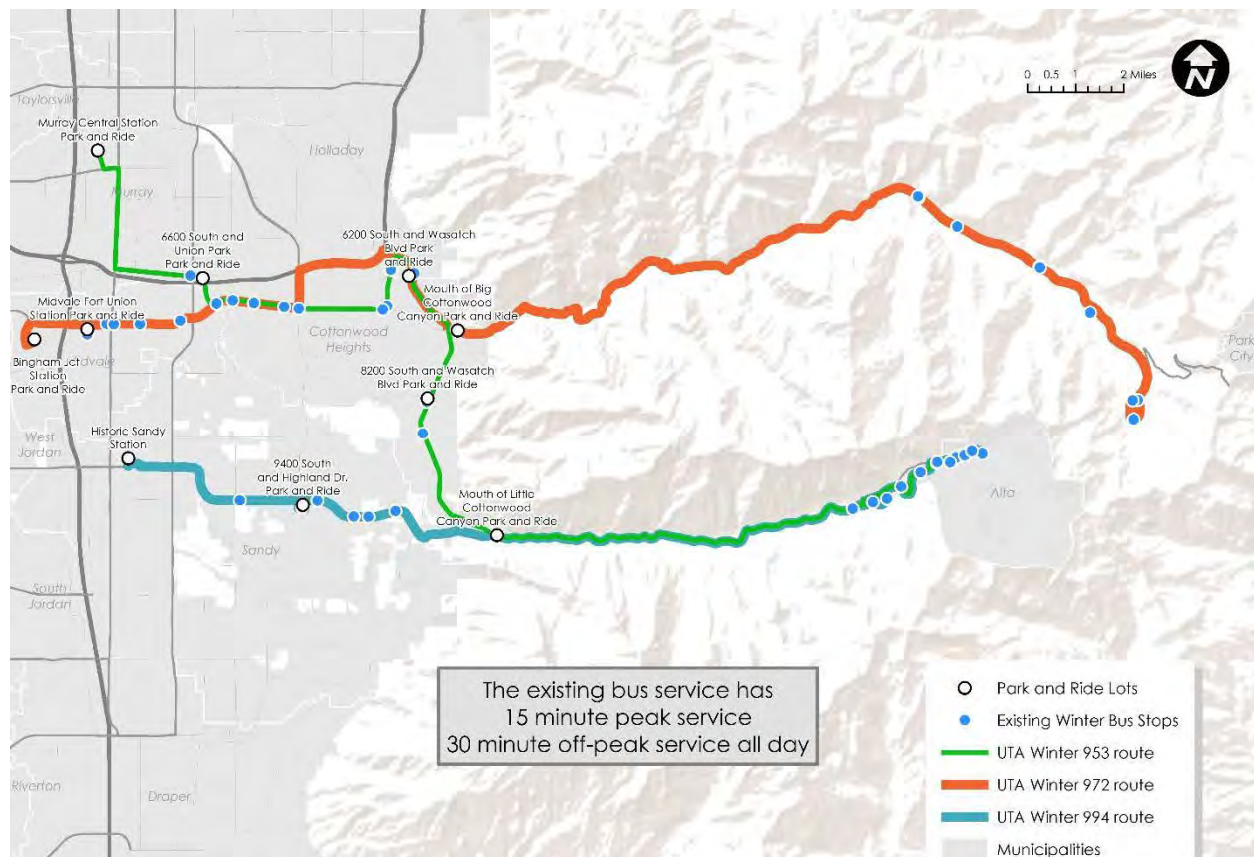 N
0 0.5 1 2 Miles
Taylorsville
Murray Central Station
Park and Ride
Holladay
Murray
6600 South and
Union Park
Park and Ride
6200 South and Wasatch
Blvd Park
and Ride
Mouth of Big
Cottonwood
Canyon Park and Ride
Midvale Fort Union
Station Park and Ride
Cottonwood
Heights
Park
City
Bingham Jct
Station
Park and Ride
dvale
8200 South and Wasatch
Blvd Park and Ride
West
Jordan
Historic Sandy
Station
9400 South
and Highland Dr.
Park and Ride
Mouth of Little
Cottonwood
Canyon Park and Ride
Alta
Sandy
South
Jordan
The existing bus service has
15 minute peak service
30 minute off-peak service all day
Riverton
Draper
Park and Ride Lots
Existing Winter Bus Stops
UTA Winter 953 route
UTA Winter 972 route
UTA Winter 994 route
Municipalities